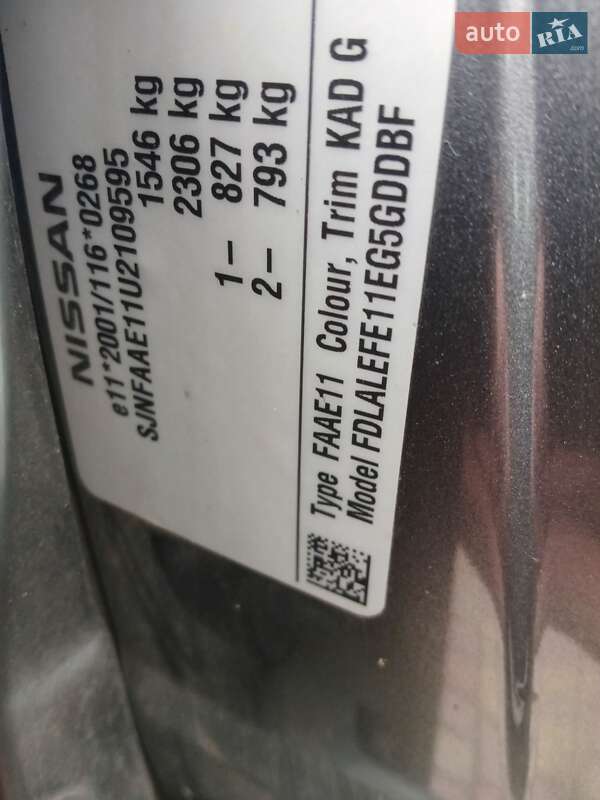 auto RIA .com
NISSAN
e11*2001/116*0268
SJNFAAE11U2109595
1546 kg
2306 kg
1– 827 kg
2– 793 kg
Type FAAE11 Colour, Trim KAD G
Model FDLALEFE11EG5GDDBF